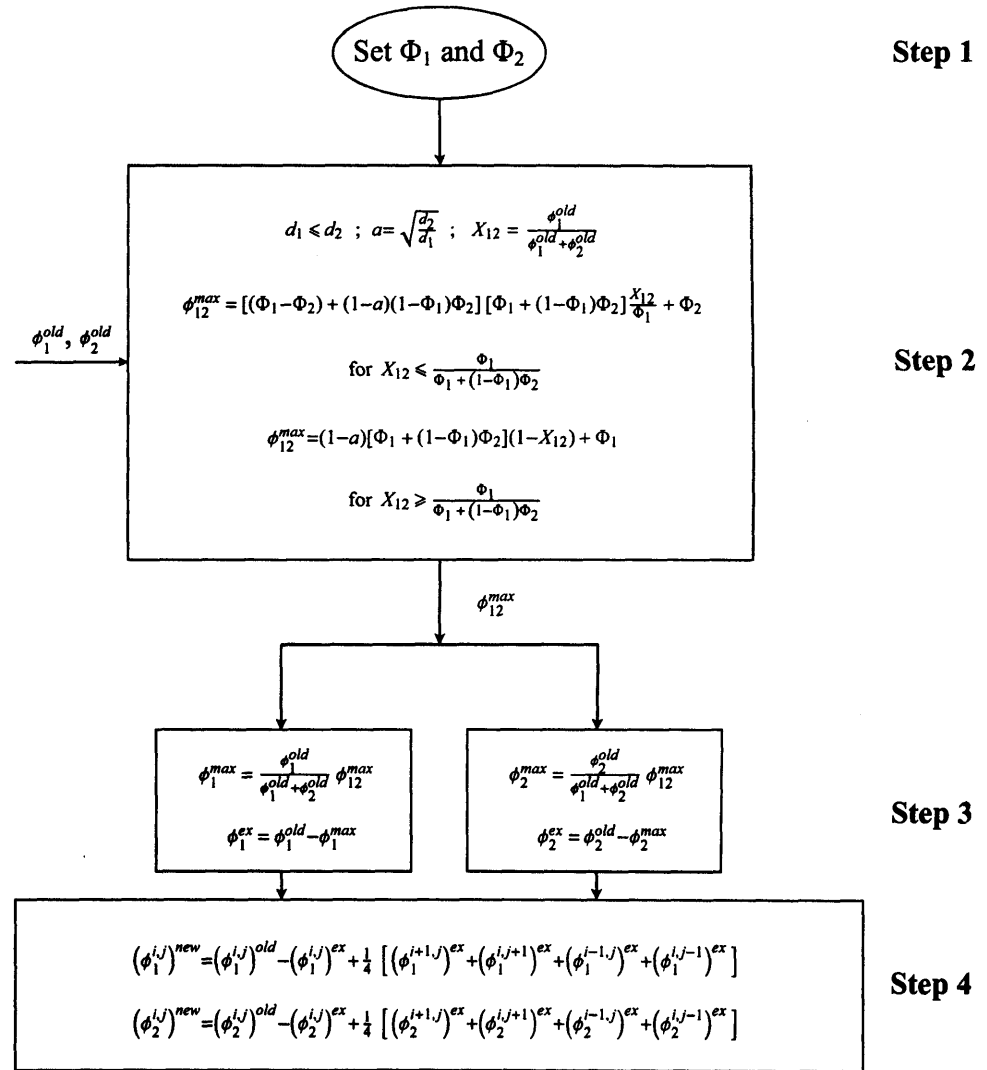 Set Φ₁ and Φ₂
Step 1
d₁ ⩽ d₂ ; a= √(d₂/d₁) ; X₁₂ = ϕ₁^{old}/(ϕ₁^{old}+ϕ₂^{old})
ϕ₁₂^{max} = [(Φ₁−Φ₂) + (1−a)(1−Φ₁)Φ₂] [Φ₁ + (1−Φ₁)Φ₂] X₁₂/Φ₁ + Φ₂
ϕ₁^{old}, ϕ₂^{old}
for X₁₂ ⩽ Φ₁/(Φ₁ + (1−Φ₁)Φ₂)
Step 2
ϕ₁₂^{max}=(1−a)[Φ₁ + (1−Φ₁)Φ₂](1−X₁₂) + Φ₁
for X₁₂ ⩾ Φ₁/(Φ₁ + (1−Φ₁)Φ₂)
ϕ₁₂^{max}
ϕ₁^{max} = ϕ₁^{old}/(ϕ₁^{old}+ϕ₂^{old}) ϕ₁₂^{max}
ϕ₁^{ex} = ϕ₁^{old}−ϕ₁^{max}
ϕ₂^{max} = ϕ₂^{old}/(ϕ₁^{old}+ϕ₂^{old}) ϕ₁₂^{max}
ϕ₂^{ex} = ϕ₂^{old}−ϕ₂^{max}
Step 3
(ϕ₁^{i,j})^{new}=(ϕ₁^{i,j})^{old}−(ϕ₁^{i,j})^{ex}+1/4 [(ϕ₁^{i+1,j})^{ex}+(ϕ₁^{i,j+1})^{ex}+(ϕ₁^{i−1,j})^{ex}+(ϕ₁^{i,j−1})^{ex}]
(ϕ₂^{i,j})^{new}=(ϕ₂^{i,j})^{old}−(ϕ₂^{i,j})^{ex}+1/4 [(ϕ₂^{i+1,j})^{ex}+(ϕ₂^{i,j+1})^{ex}+(ϕ₂^{i−1,j})^{ex}+(ϕ₂^{i,j−1})^{ex}]
Step 4